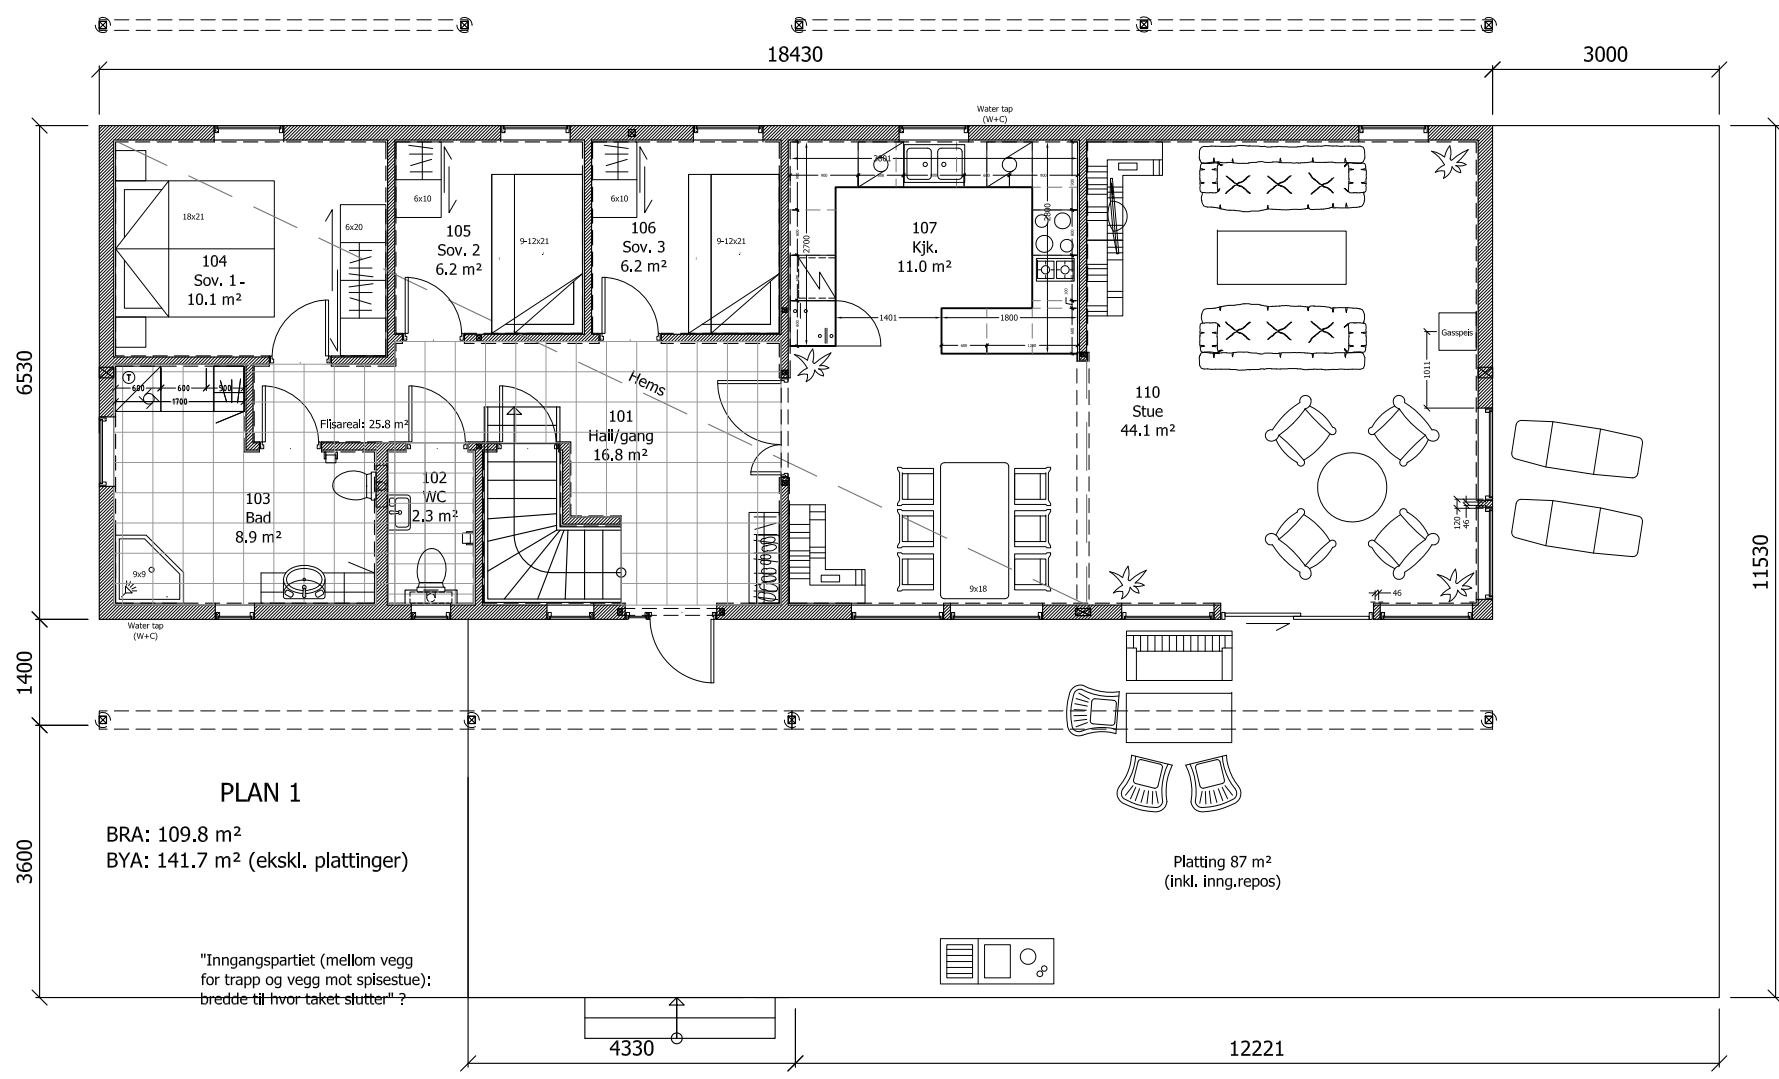 18430
3000
Water tap
(W+C)
6530
11530
1400
3600
18x21
6x20
104
Sov. 1 -
10.1 m²
6x10
105
Sov. 2
6.2 m²
9-12x21
6x10
106
Sov. 3
6.2 m²
9-12x21
2700
2800
107
Kjk.
11.0 m²
1401
1800
Gasspeis
1011
110
Stue
44.1 m²
T
600
600
500
1700
Flisareal: 25.8 m²
Hems
101
Hall/gang
16.8 m²
102
WC
2.3 m²
103
Bad
8.9 m²
9x9
9x18
120
46
46
Water tap
(W+C)
PLAN 1
BRA: 109.8 m²
BYA: 141.7 m² (ekskl. plattinger)
Platting 87 m²
(inkl. inng.repos)
"Inngangspartiet (mellom vegg
for trapp og vegg mot spisestue):
bredde til hvor taket slutter" ?
4330
12221